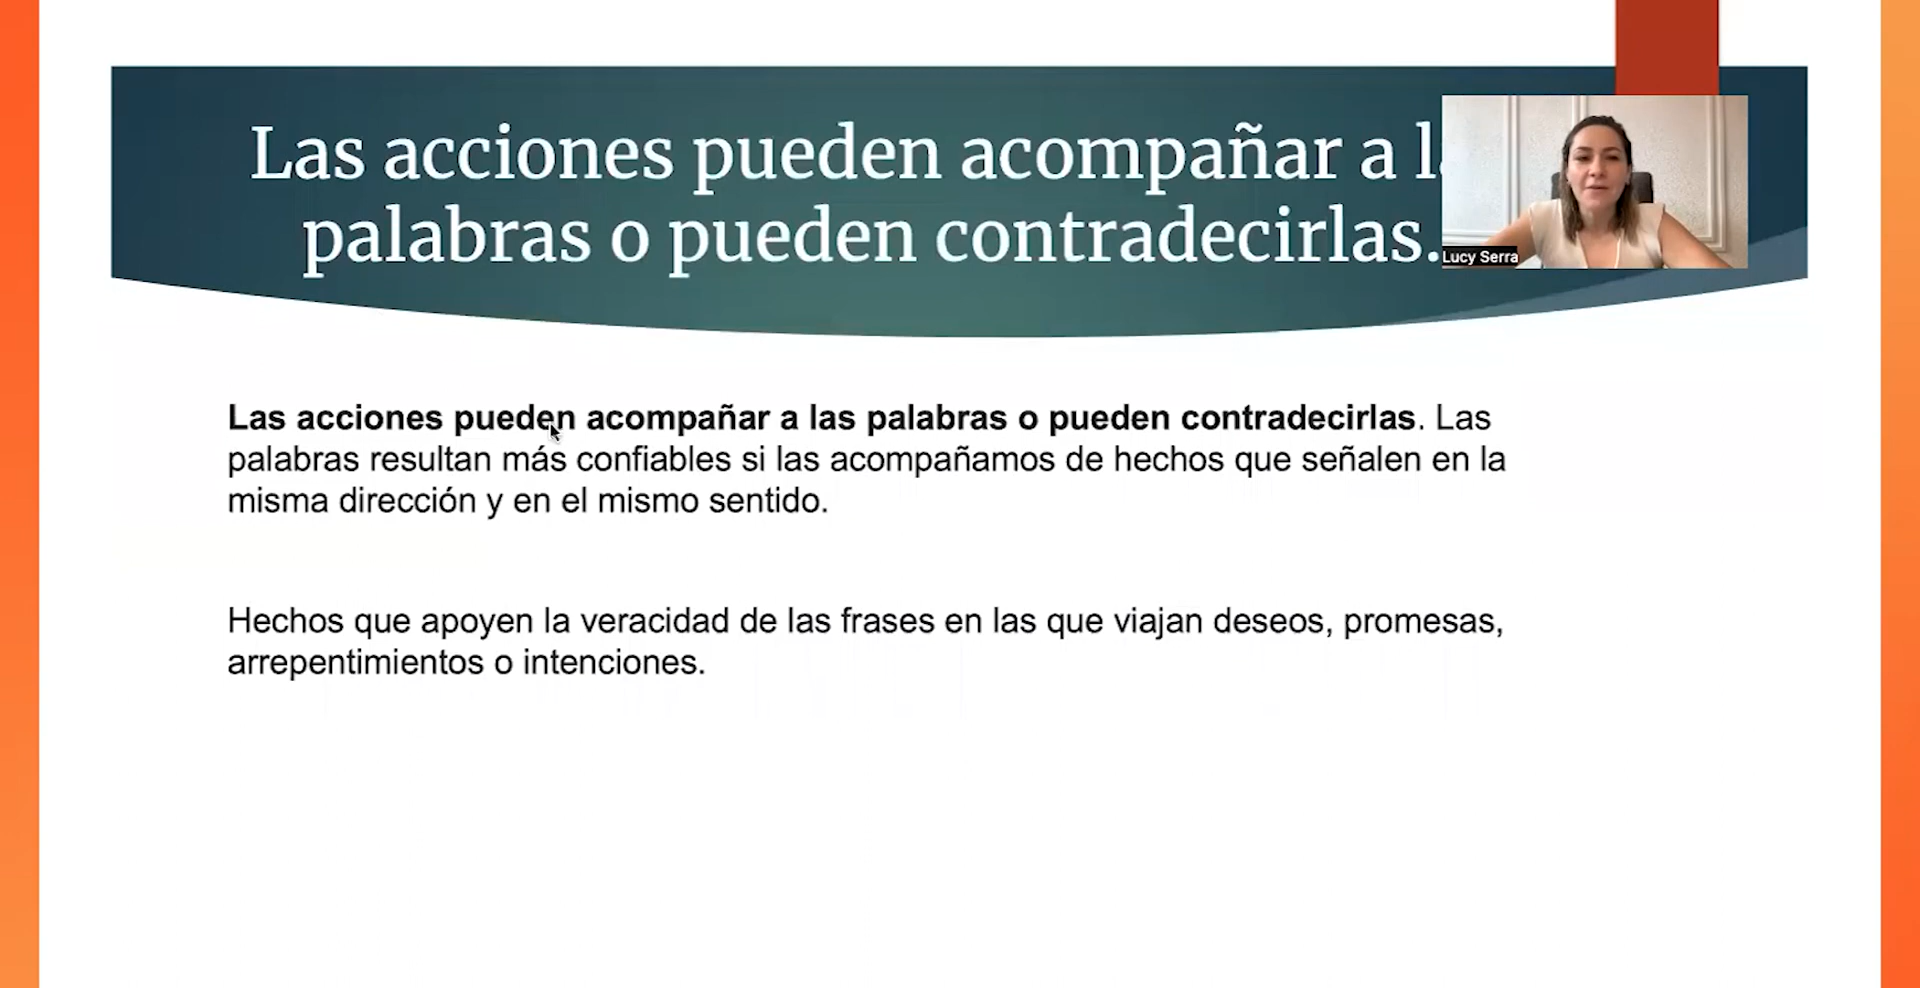 Las acciones pueden acompañar a
palabras o pueden contradecirlas.
Lucy Serra
Las acciones pueden acompañar a las palabras o pueden contradecirlas. Las
palabras resultan más confiables si las acompañamos de hechos que señalen en la
misma dirección y en el mismo sentido.
Hechos que apoyen la veracidad de las frases en las que viajan deseos, promesas,
arrepentimientos o intenciones.